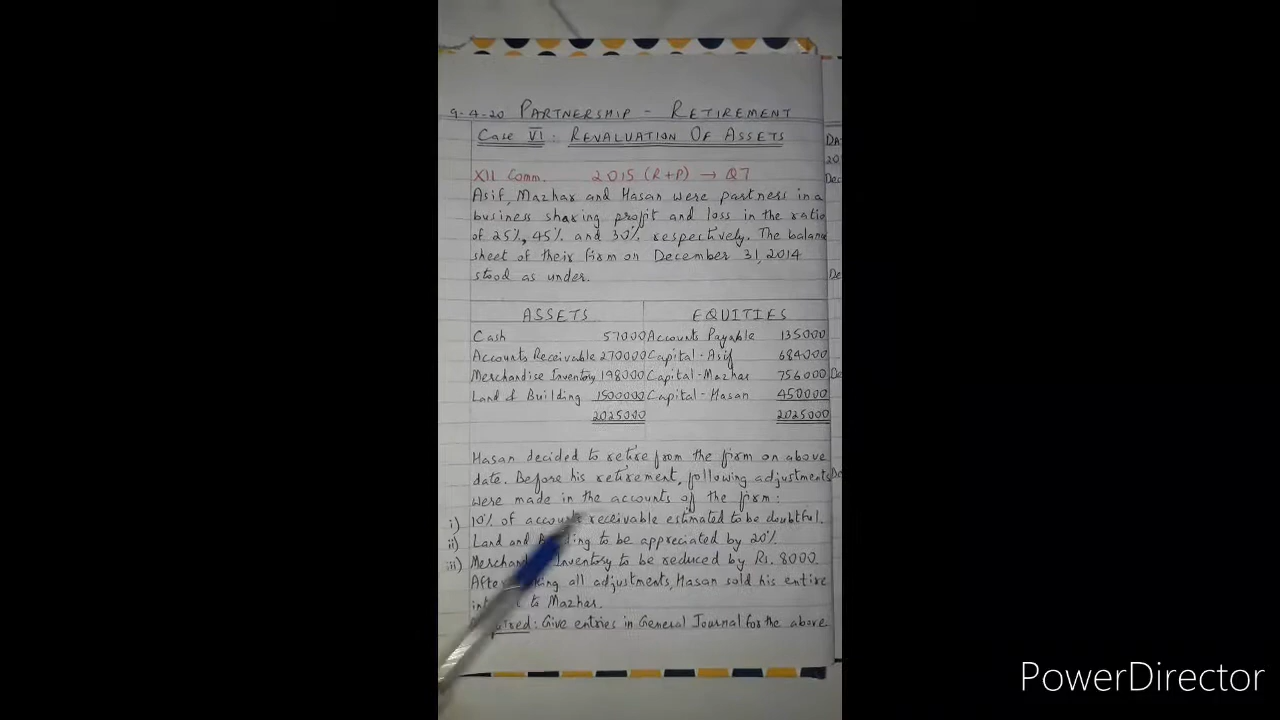 9-4-20 PARTNERSHIP - RETIREMENT
Case VI : REVALUATION OF ASSETS
XII Comm. 2015 (R+P) → Q7
Asif, Mazhar and Hasan were partners in a
business sharing profit and loss in the ratio
of 25%, 45% and 30% respectively. The balance
sheet of their firm on December 31, 2014
stood as under.
ASSETS EQUITIES
Cash 57000 Accounts Payable 135000
Accounts Receivable 270000 Capital-Asif 684000
Merchandise Inventory 198000 Capital-Mazhar 756000
Land & Building 1500000 Capital-Hasan 450000
2025000 2025000
Hasan decided to retire from the firm on above
date. Before his retirement, following adjustments
were made in the accounts of the firm:
i) 10% of accounts receivable estimated to be doubtful.
ii) Land and Building to be appreciated by 20%.
iii) Inventory to be reduced by Rs. 8000.
all adjustments, Hasan sold his entire
to Mazhar.
: Give entries in General Journal for the above
PowerDirector